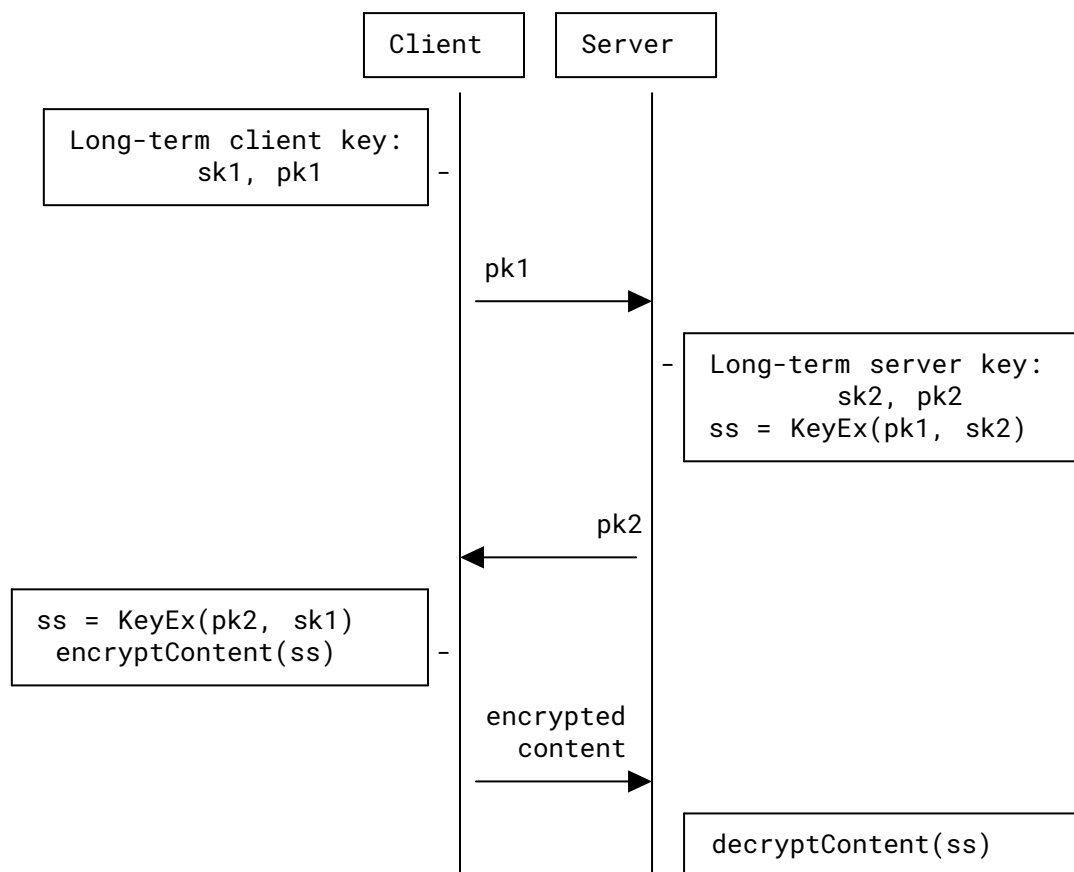 Client
Server
Long-term client key:
sk1, pk1
pk1
Long-term server key:
sk2, pk2
ss = KeyEx(pk1, sk2)
pk2
ss = KeyEx(pk2, sk1)
encryptContent(ss)
encrypted
content
decryptContent(ss)